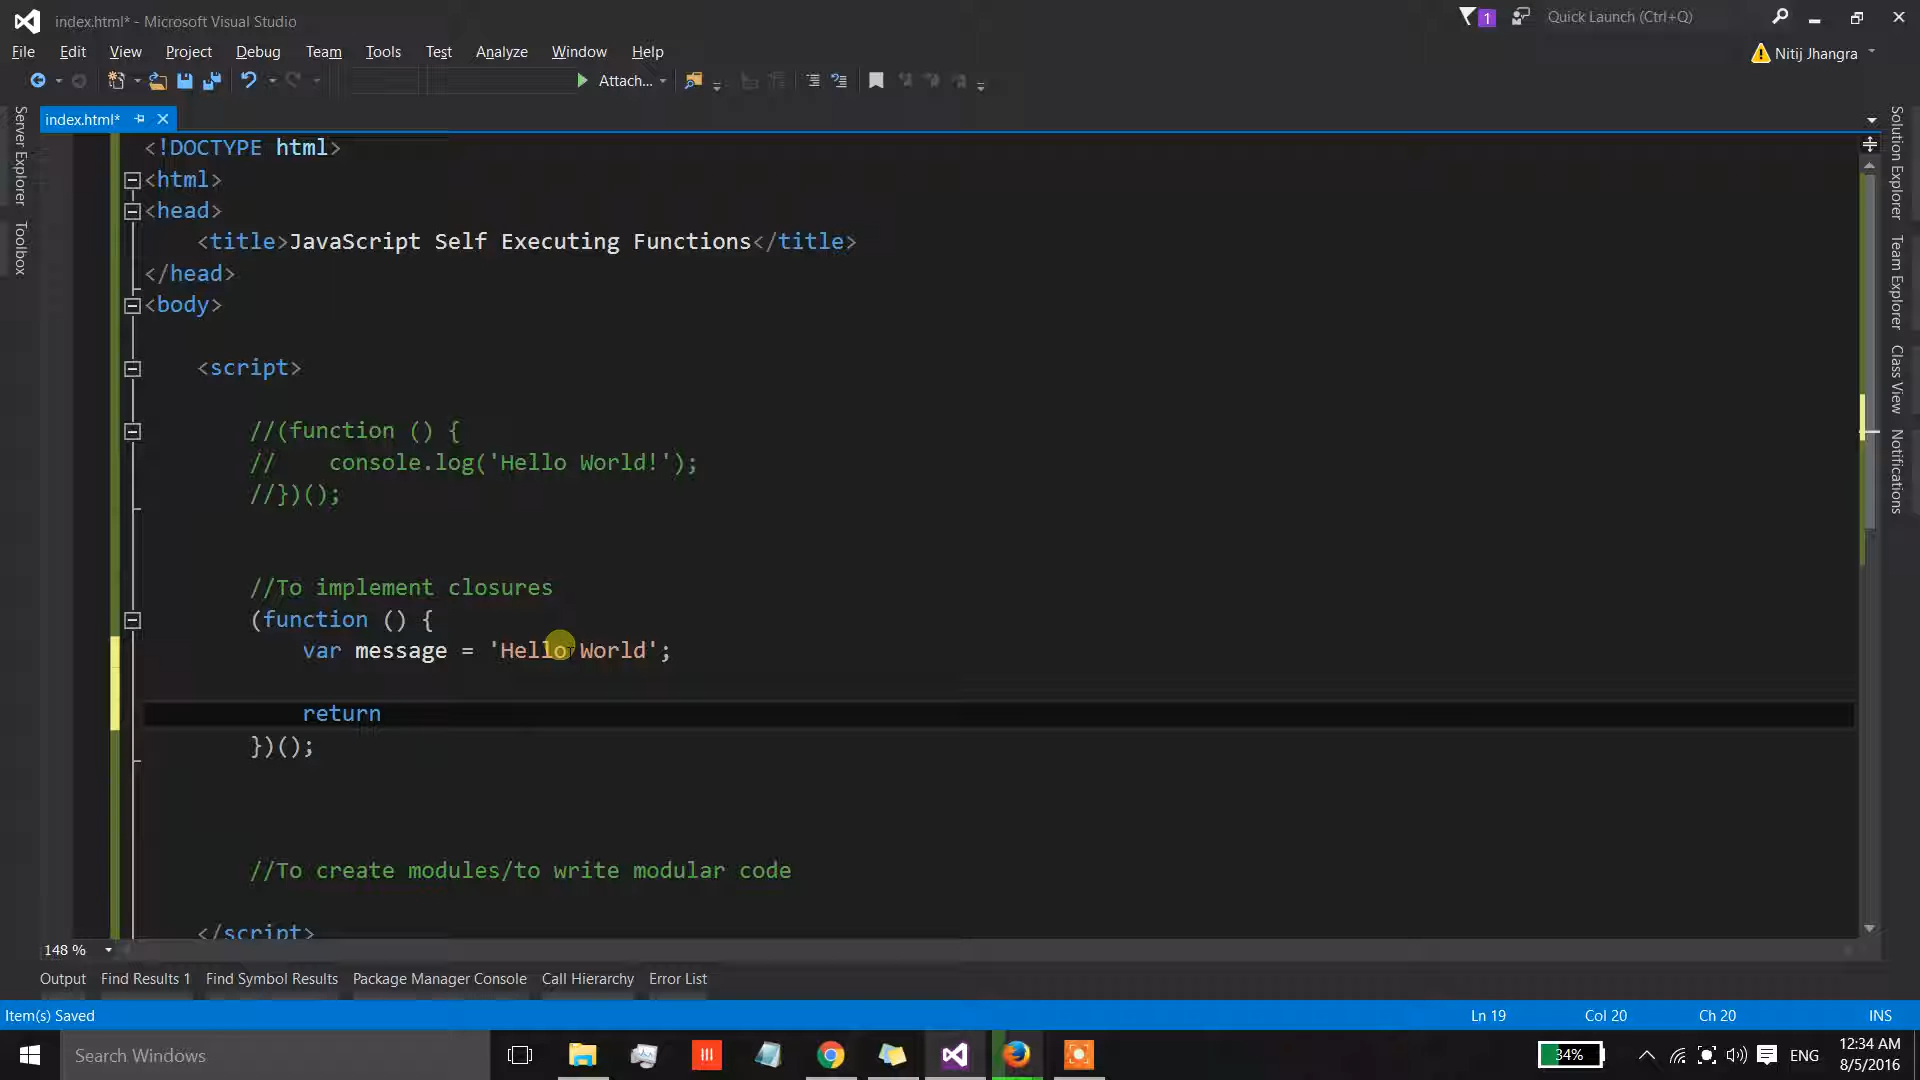 index.html* - Microsoft Visual Studio
1
Quick Launch (Ctrl+Q)
File Edit View Project Debug Team Tools Test Analyze Window Help
Nitij Jhangra
Attach...
index.html*
Server Explorer
Toolbox
Solution Explorer
Team Explorer
Class View
Notifications
<!DOCTYPE html>
<html>
<head>
<title>JavaScript Self Executing Functions</title>
</head>
<body>
<script>
//(function () {
//    console.log('Hello World!');
//})();
//To implement closures
(function () {
var message = 'Hello World';
return
})();
//To create modules/to write modular code
</script>
148 %
Output Find Results 1 Find Symbol Results Package Manager Console Call Hierarchy Error List
Item(s) Saved Ln 19 Col 20 Ch 20 INS
Search Windows
34%
ENG
12:34 AM
8/5/2016